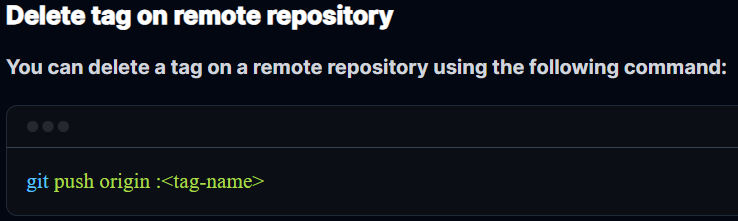 Delete tag on remote repository
You can delete a tag on a remote repository using the following command:
git push origin :<tag-name>